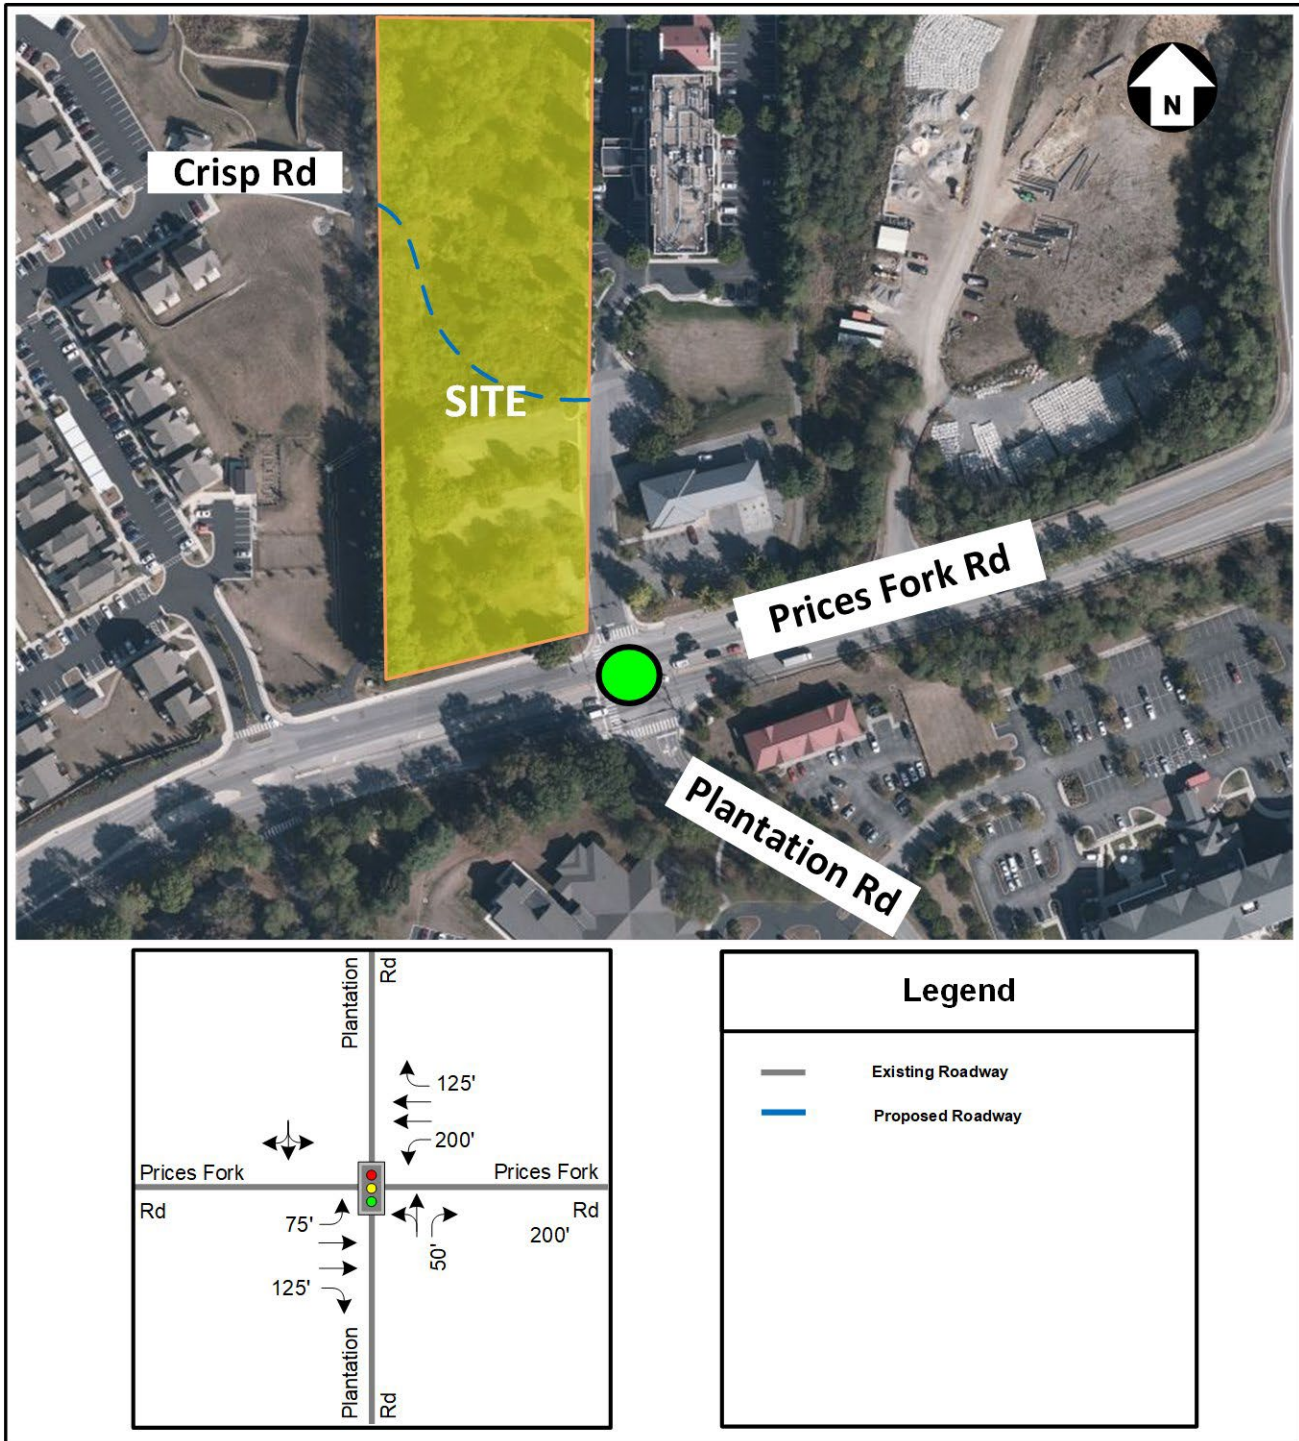 N
Crisp Rd
SITE
Prices Fork Rd
Plantation Rd
Plantation
Rd
125'
200'
Prices Fork
Rd
Prices Fork
Rd
200'
75'
125'
50'
Plantation
Rd
Legend
Existing Roadway
Proposed Roadway